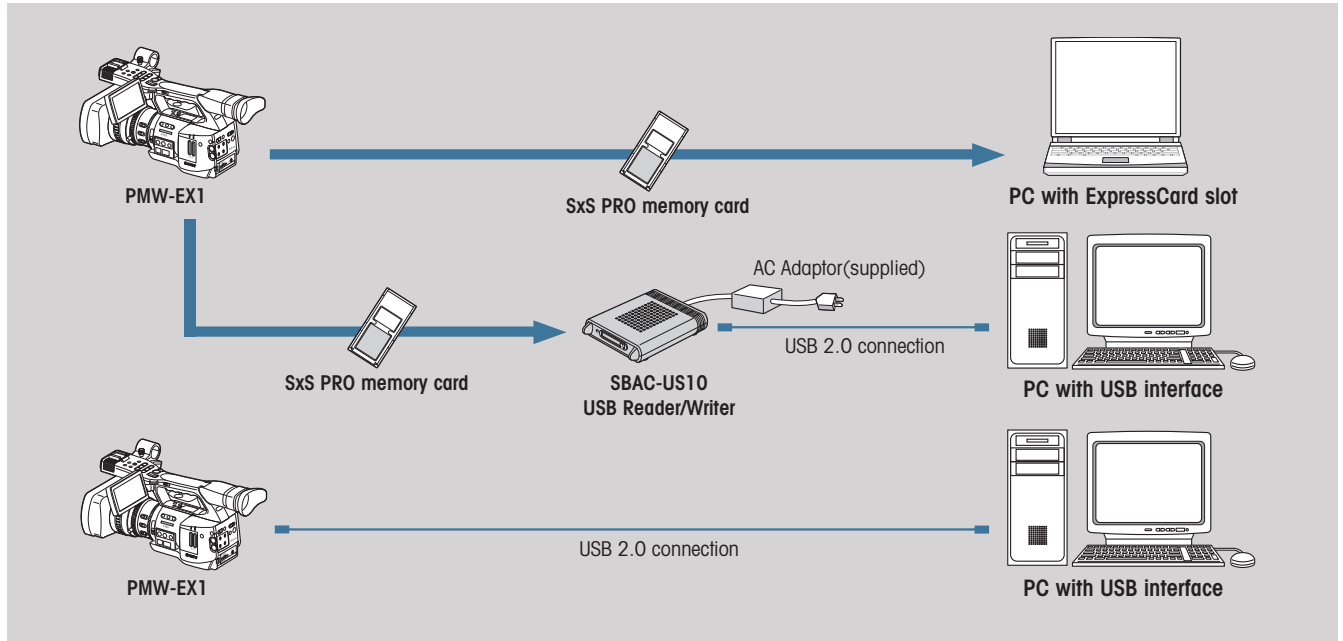 PMW-EX1
SxS PRO memory card
PC with ExpressCard slot
AC Adaptor(supplied)
USB 2.0 connection
SxS PRO memory card
SBAC-US10
USB Reader/Writer
PC with USB interface
USB 2.0 connection
PMW-EX1
PC with USB interface